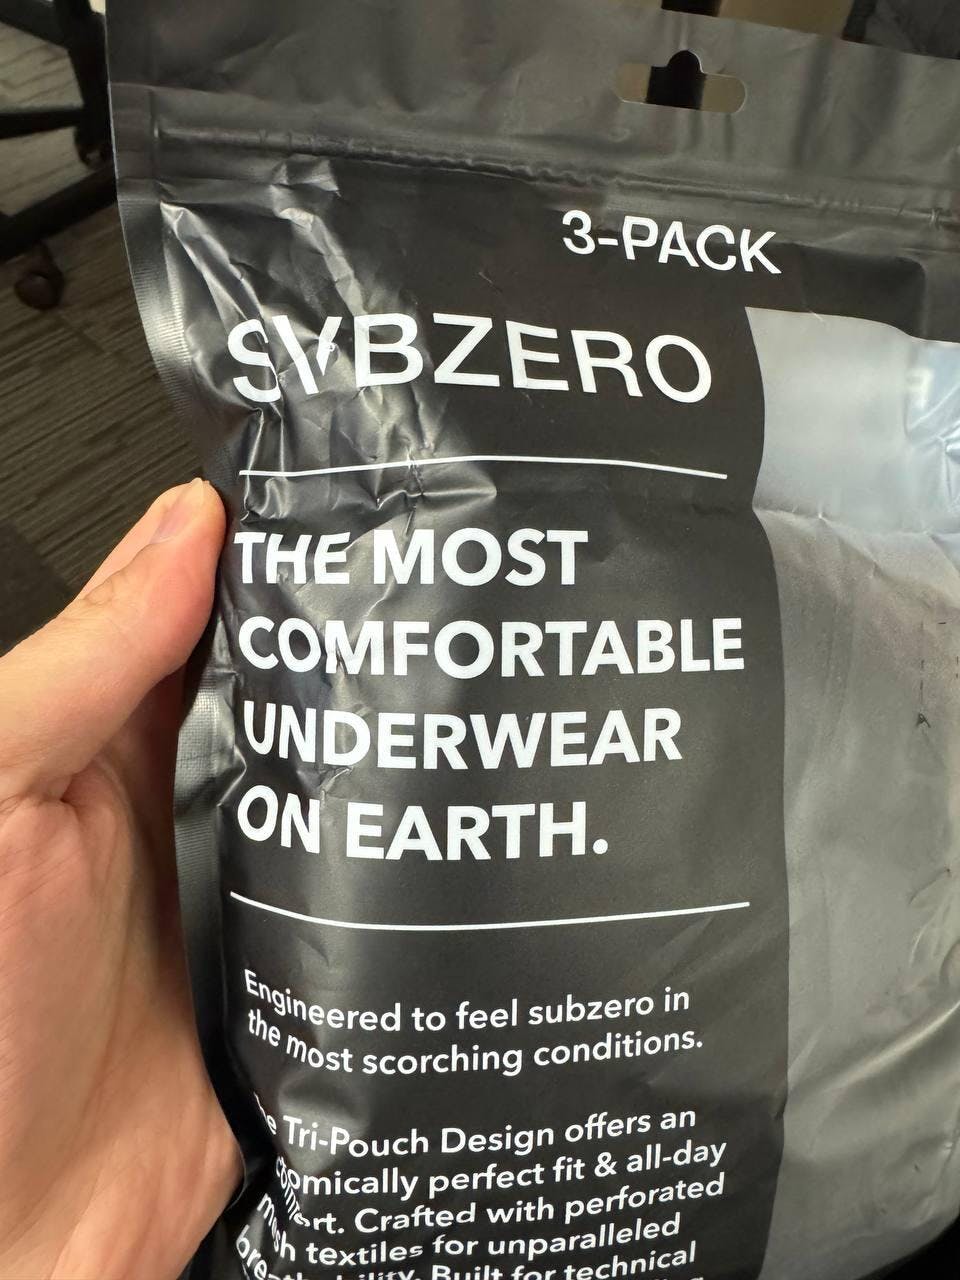 3-PACK
SVBZERO
THE MOST
COMFORTABLE
UNDERWEAR
ON EARTH.
Engineered to feel subzero in
the most scorching conditions.
Tri-Pouch Design offers an
perfect fit & all-day
Crafted with perforated
textiles for unparalleled
Built for technical